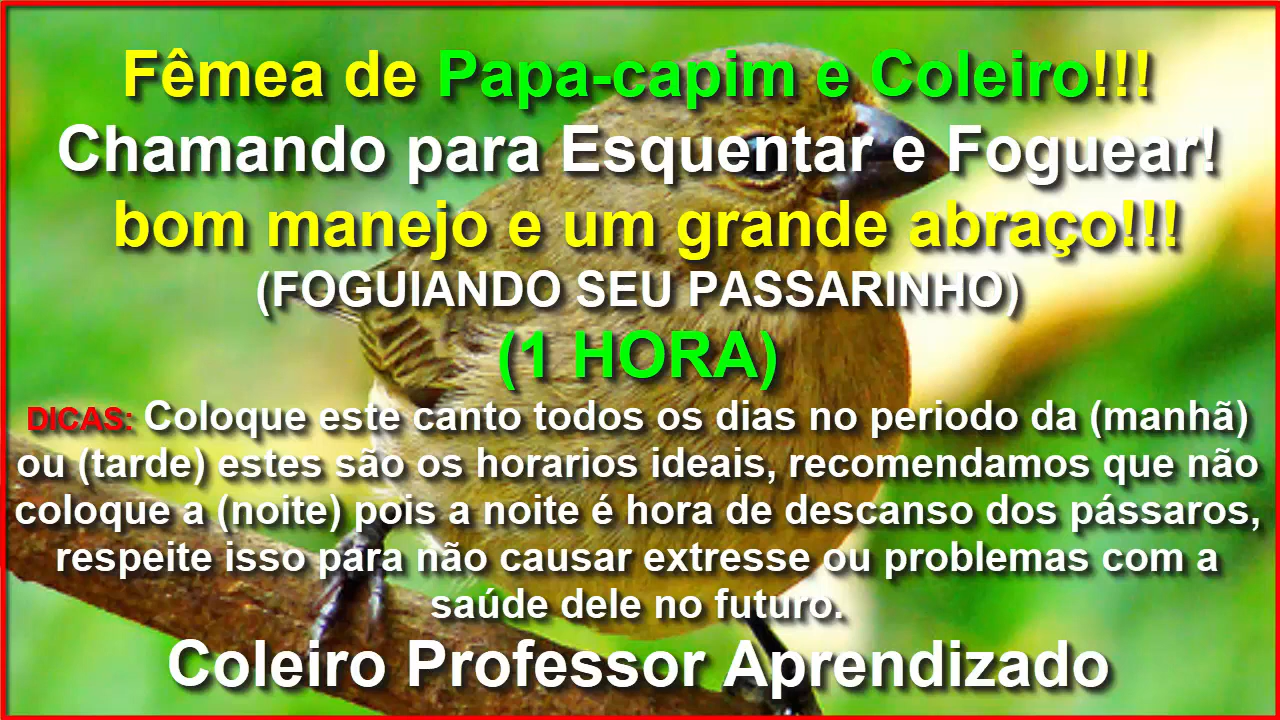 Fêmea de Papa-capim e Coleiro!!!
Chamando para Esquentar e Foguear!
bom manejo e um grande abraço!!!
(FOGUIANDO SEU PASSARINHO)
(1 HORA)
DICAS: Coloque este canto todos os dias no periodo da (manhã)
ou (tarde) estes são os horarios ideais, recomendamos que não
coloque a (noite) pois a noite é hora de descanso dos pássaros,
respeite isso para não causar extresse ou problemas com a
saúde dele no futuro.
Coleiro Professor Aprendizado